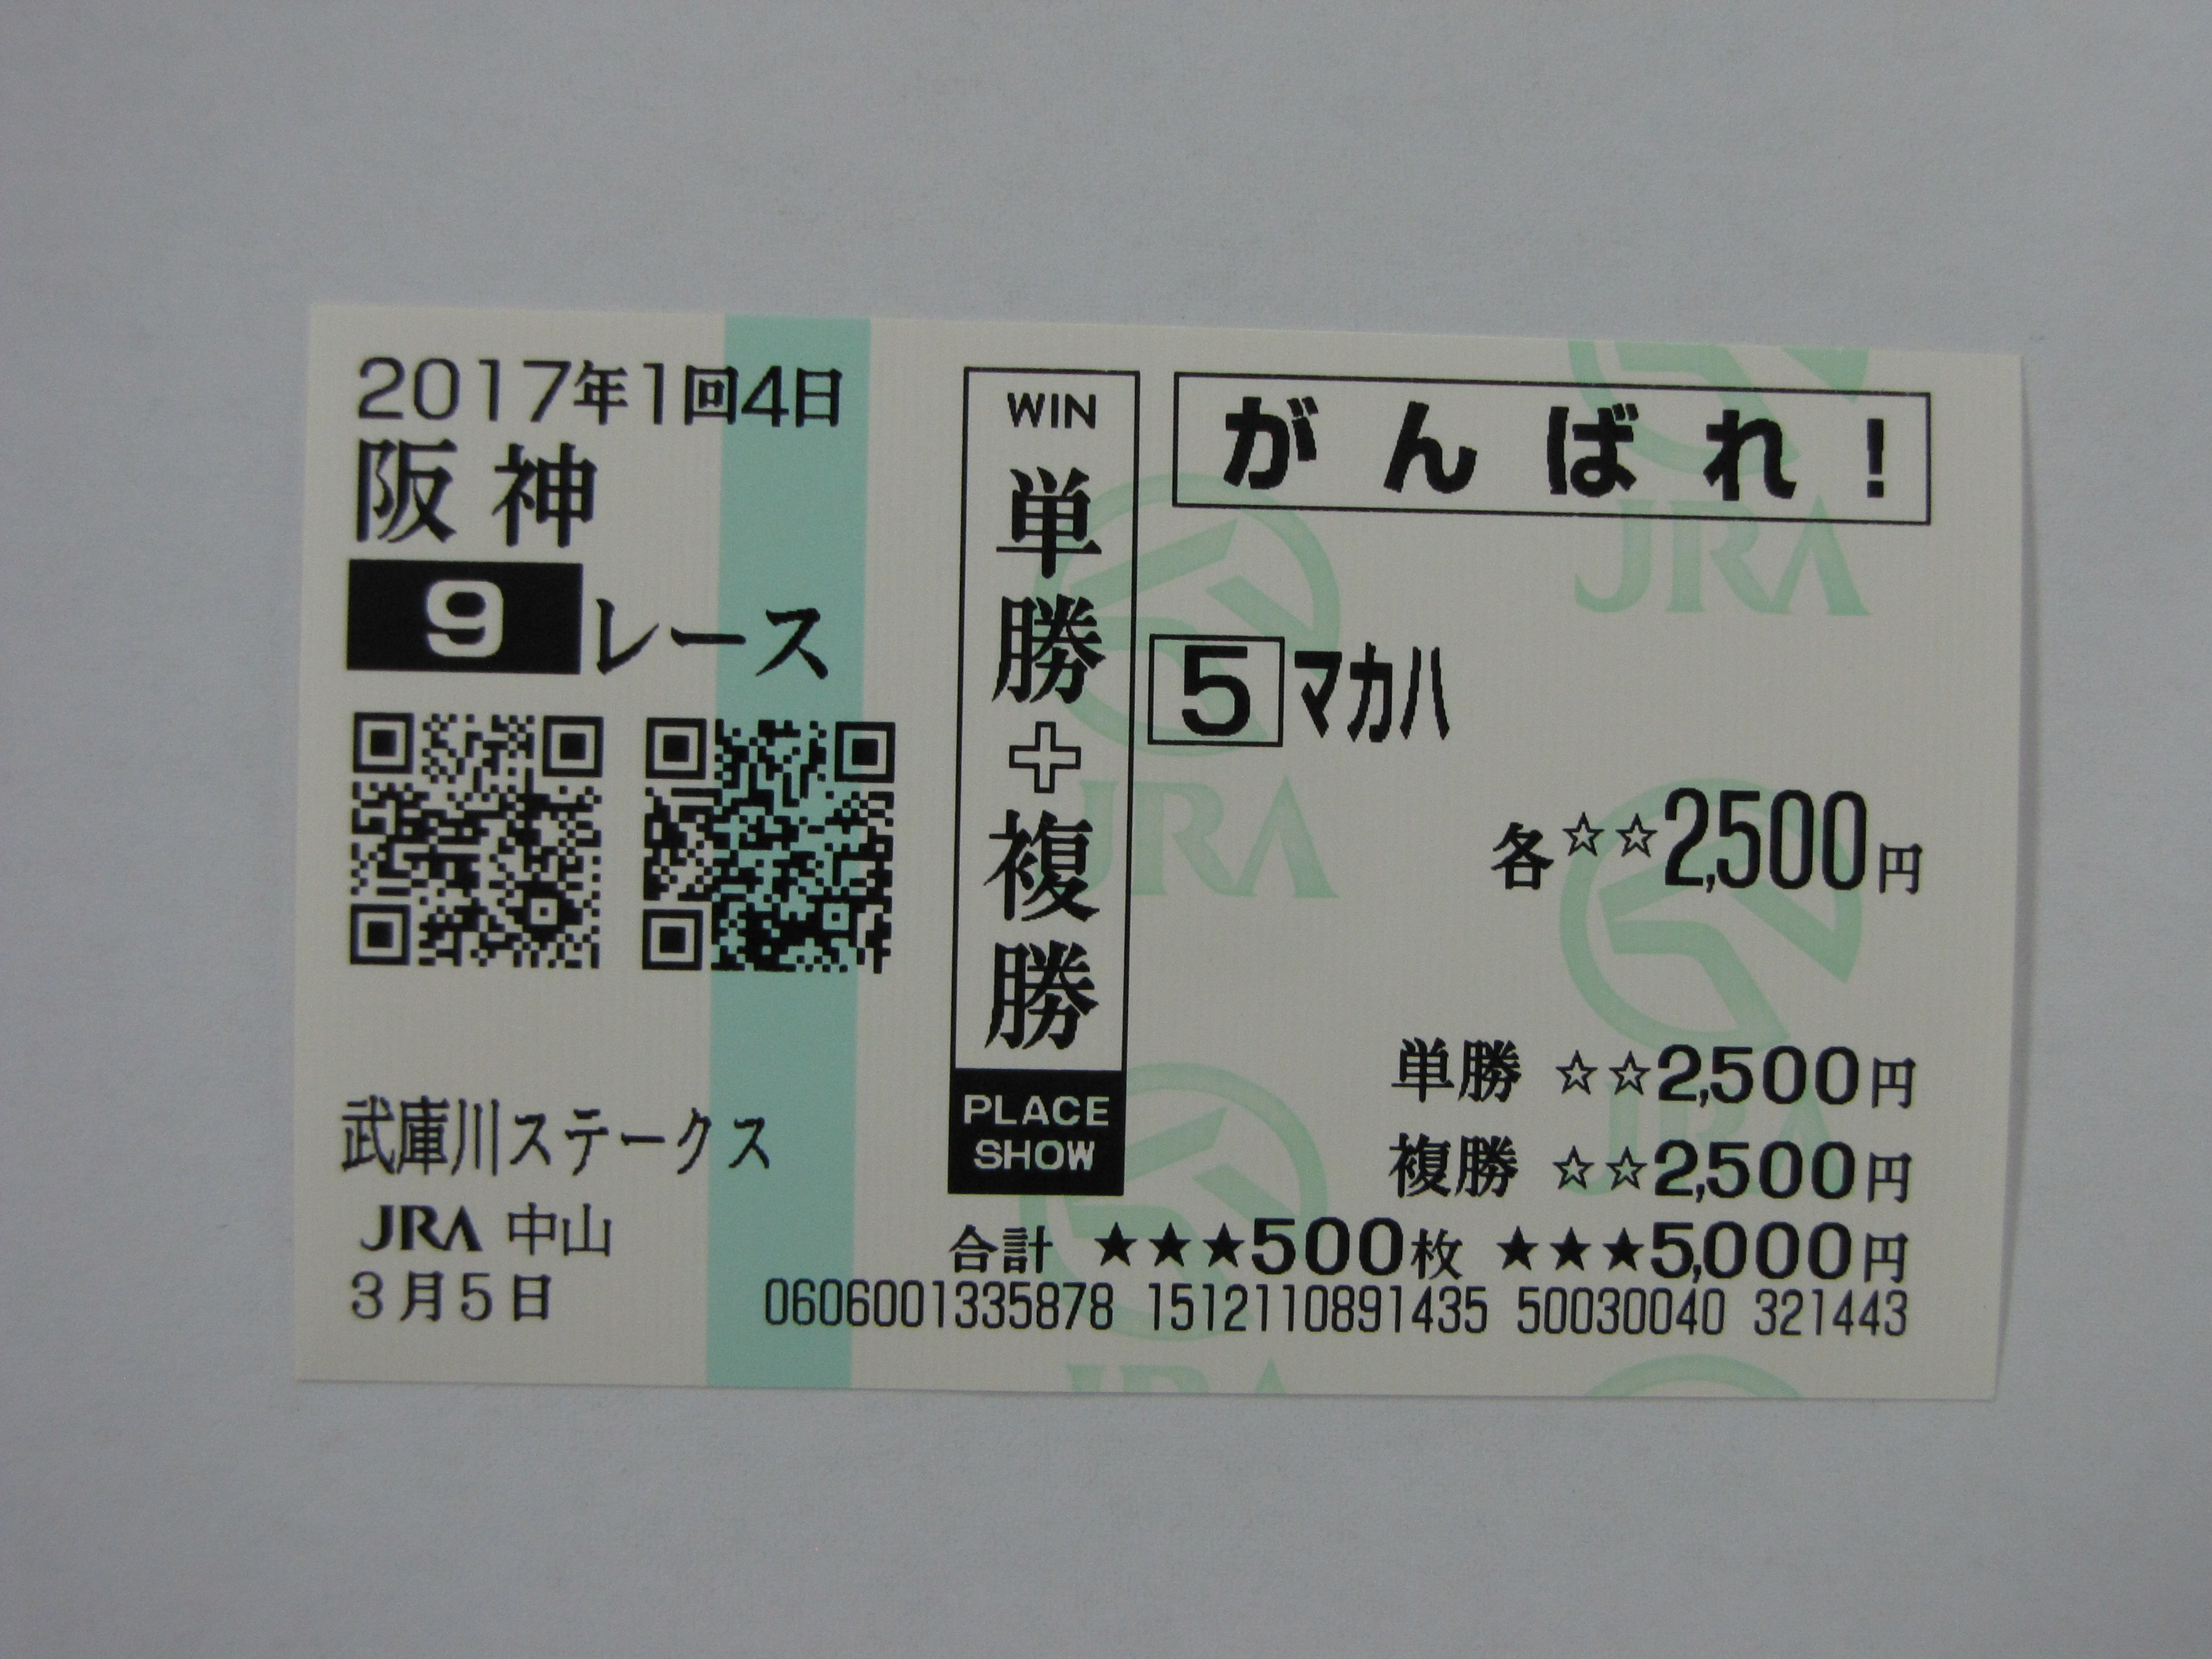 2017年1回4日
阪神
9レース
武庫川ステークス
JRA 中山
3月5日
WIN
単勝+複勝
PLACE
SHOW
がんばれ!
5 マカハ
各☆☆2,500円
単勝 ☆☆2,500円
複勝 ☆☆2,500円
合計 ★★★500枚 ★★★5,000円
0606001335878 1512110891435 50030040 321443
JRA
JRA
JRA
JRA